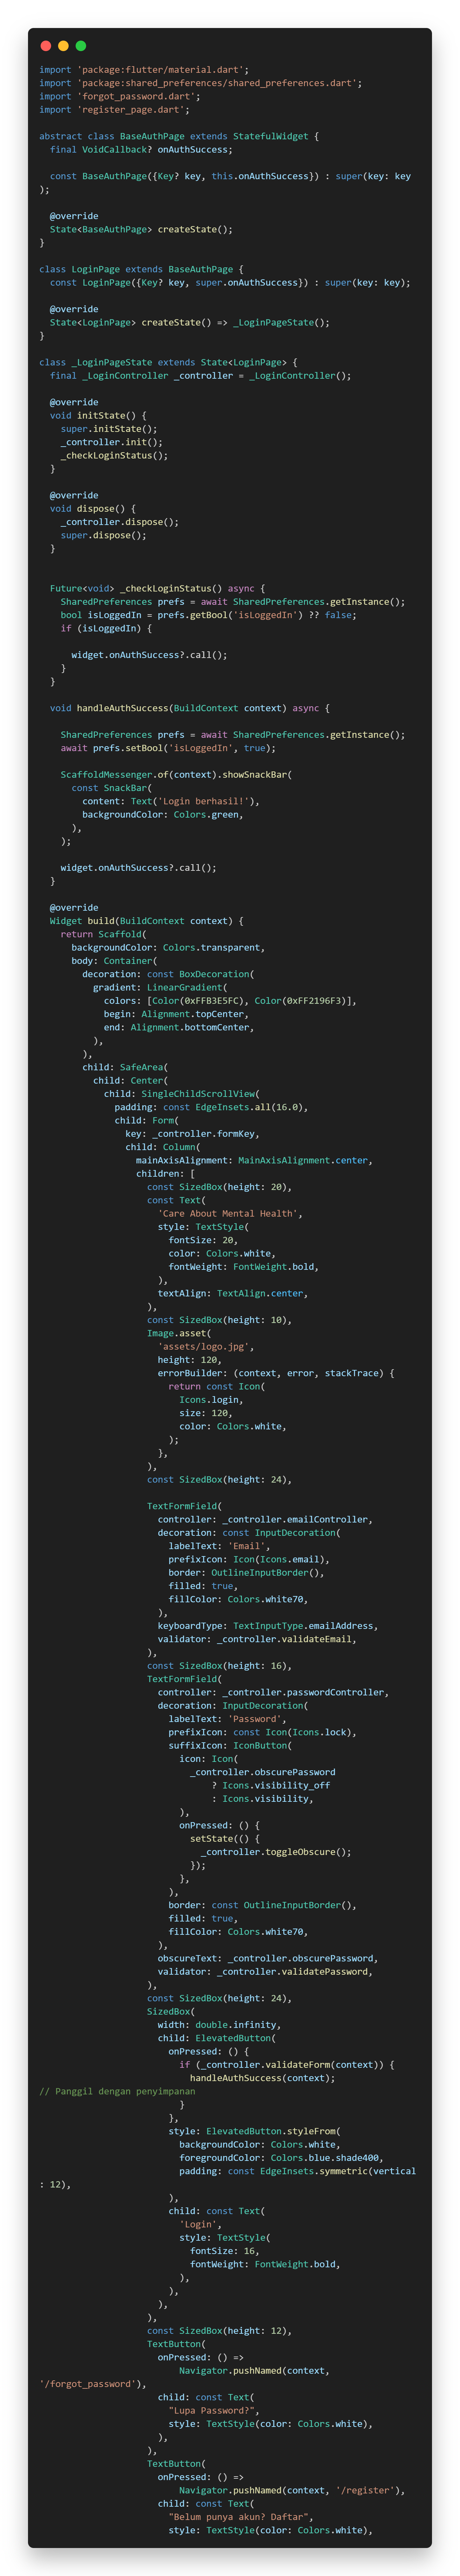 import 'package:flutter/material.dart';
import 'package:shared_preferences/shared_preferences.dart';
import 'forgot_password.dart';
import 'register_page.dart';

abstract class BaseAuthPage extends StatefulWidget {
  final VoidCallback? onAuthSuccess;

  const BaseAuthPage({Key? key, this.onAuthSuccess}) : super(key: key
);

  @override
  State<BaseAuthPage> createState();
}

class LoginPage extends BaseAuthPage {
  const LoginPage({Key? key, super.onAuthSuccess}) : super(key: key);

  @override
  State<LoginPage> createState() => _LoginPageState();
}

class _LoginPageState extends State<LoginPage> {
  final _LoginController _controller = _LoginController();

  @override
  void initState() {
    super.initState();
    _controller.init();
    _checkLoginStatus();
  }

  @override
  void dispose() {
    _controller.dispose();
    super.dispose();
  }


  Future<void> _checkLoginStatus() async {
    SharedPreferences prefs = await SharedPreferences.getInstance();
    bool isLoggedIn = prefs.getBool('isLoggedIn') ?? false;
    if (isLoggedIn) {

      widget.onAuthSuccess?.call();
    }
  }

  void handleAuthSuccess(BuildContext context) async {

    SharedPreferences prefs = await SharedPreferences.getInstance();
    await prefs.setBool('isLoggedIn', true);

    ScaffoldMessenger.of(context).showSnackBar(
      const SnackBar(
        content: Text('Login berhasil!'),
        backgroundColor: Colors.green,
      ),
    );

    widget.onAuthSuccess?.call();
  }

  @override
  Widget build(BuildContext context) {
    return Scaffold(
      backgroundColor: Colors.transparent,
      body: Container(
        decoration: const BoxDecoration(
          gradient: LinearGradient(
            colors: [Color(0xFFB3E5FC), Color(0xFF2196F3)],
            begin: Alignment.topCenter,
            end: Alignment.bottomCenter,
          ),
        ),
        child: SafeArea(
          child: Center(
            child: SingleChildScrollView(
              padding: const EdgeInsets.all(16.0),
              child: Form(
                key: _controller.formKey,
                child: Column(
                  mainAxisAlignment: MainAxisAlignment.center,
                  children: [
                    const SizedBox(height: 20),
                    const Text(
                      'Care About Mental Health',
                      style: TextStyle(
                        fontSize: 20,
                        color: Colors.white,
                        fontWeight: FontWeight.bold,
                      ),
                      textAlign: TextAlign.center,
                    ),
                    const SizedBox(height: 10),
                    Image.asset(
                      'assets/logo.jpg',
                      height: 120,
                      errorBuilder: (context, error, stackTrace) {
                        return const Icon(
                          Icons.login,
                          size: 120,
                          color: Colors.white,
                        );
                      },
                    ),
                    const SizedBox(height: 24),

                    TextFormField(
                      controller: _controller.emailController,
                      decoration: const InputDecoration(
                        labelText: 'Email',
                        prefixIcon: Icon(Icons.email),
                        border: OutlineInputBorder(),
                        filled: true,
                        fillColor: Colors.white70,
                      ),
                      keyboardType: TextInputType.emailAddress,
                      validator: _controller.validateEmail,
                    ),
                    const SizedBox(height: 16),
                    TextFormField(
                      controller: _controller.passwordController,
                      decoration: InputDecoration(
                        labelText: 'Password',
                        prefixIcon: const Icon(Icons.lock),
                        suffixIcon: IconButton(
                          icon: Icon(
                            _controller.obscurePassword
                                ? Icons.visibility_off
                                : Icons.visibility,
                          ),
                          onPressed: () {
                            setState(() {
                              _controller.toggleObscure();
                            });
                          },
                        ),
                        border: const OutlineInputBorder(),
                        filled: true,
                        fillColor: Colors.white70,
                      ),
                      obscureText: _controller.obscurePassword,
                      validator: _controller.validatePassword,
                    ),
                    const SizedBox(height: 24),
                    SizedBox(
                      width: double.infinity,
                      child: ElevatedButton(
                        onPressed: () {
                          if (_controller.validateForm(context)) {
                            handleAuthSuccess(context);
// Panggil dengan penyimpanan
                          }
                        },
                        style: ElevatedButton.styleFrom(
                          backgroundColor: Colors.white,
                          foregroundColor: Colors.blue.shade400,
                          padding: const EdgeInsets.symmetric(vertical
: 12),
                        ),
                        child: const Text(
                          'Login',
                          style: TextStyle(
                            fontSize: 16,
                            fontWeight: FontWeight.bold,
                          ),
                        ),
                      ),
                    ),
                    const SizedBox(height: 12),
                    TextButton(
                      onPressed: () =>
                          Navigator.pushNamed(context,
'/forgot_password'),
                      child: const Text(
                        "Lupa Password?",
                        style: TextStyle(color: Colors.white),
                      ),
                    ),
                    TextButton(
                      onPressed: () =>
                          Navigator.pushNamed(context, '/register'),
                      child: const Text(
                        "Belum punya akun? Daftar",
                        style: TextStyle(color: Colors.white),